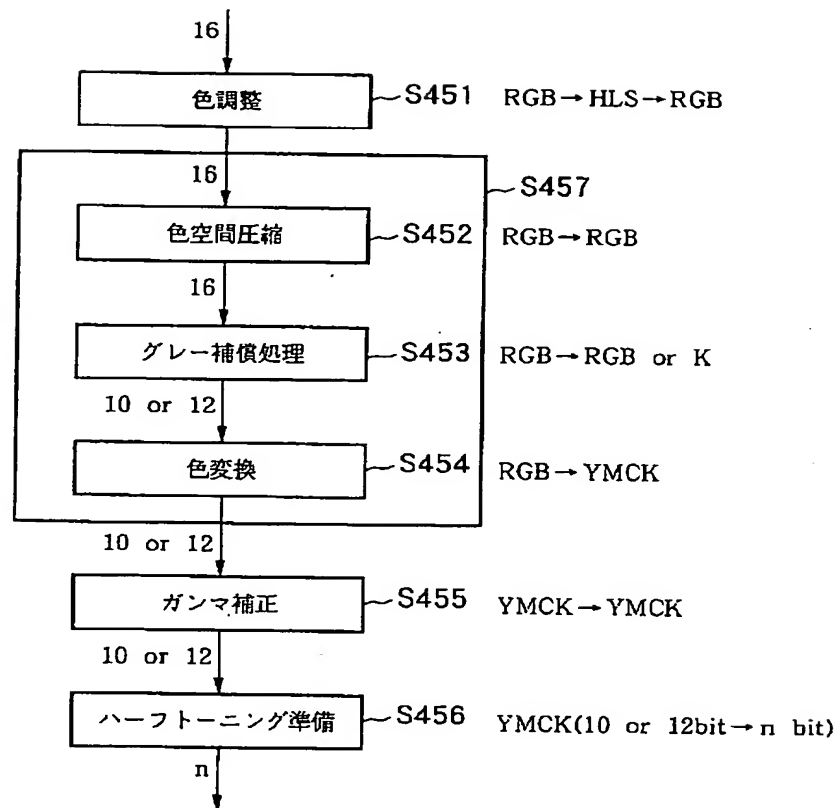 16
色調整 S451 RGB→HLS→RGB
16
S457
色空間圧縮 S452 RGB→RGB
16
グレー補償処理 S453 RGB→RGB or K
10 or 12
色変換 S454 RGB→YMCK
10 or 12
ガンマ補正 S455 YMCK→YMCK
10 or 12
ハーフトーニング準備 S456 YMCK(10 or 12bit→n bit)
n